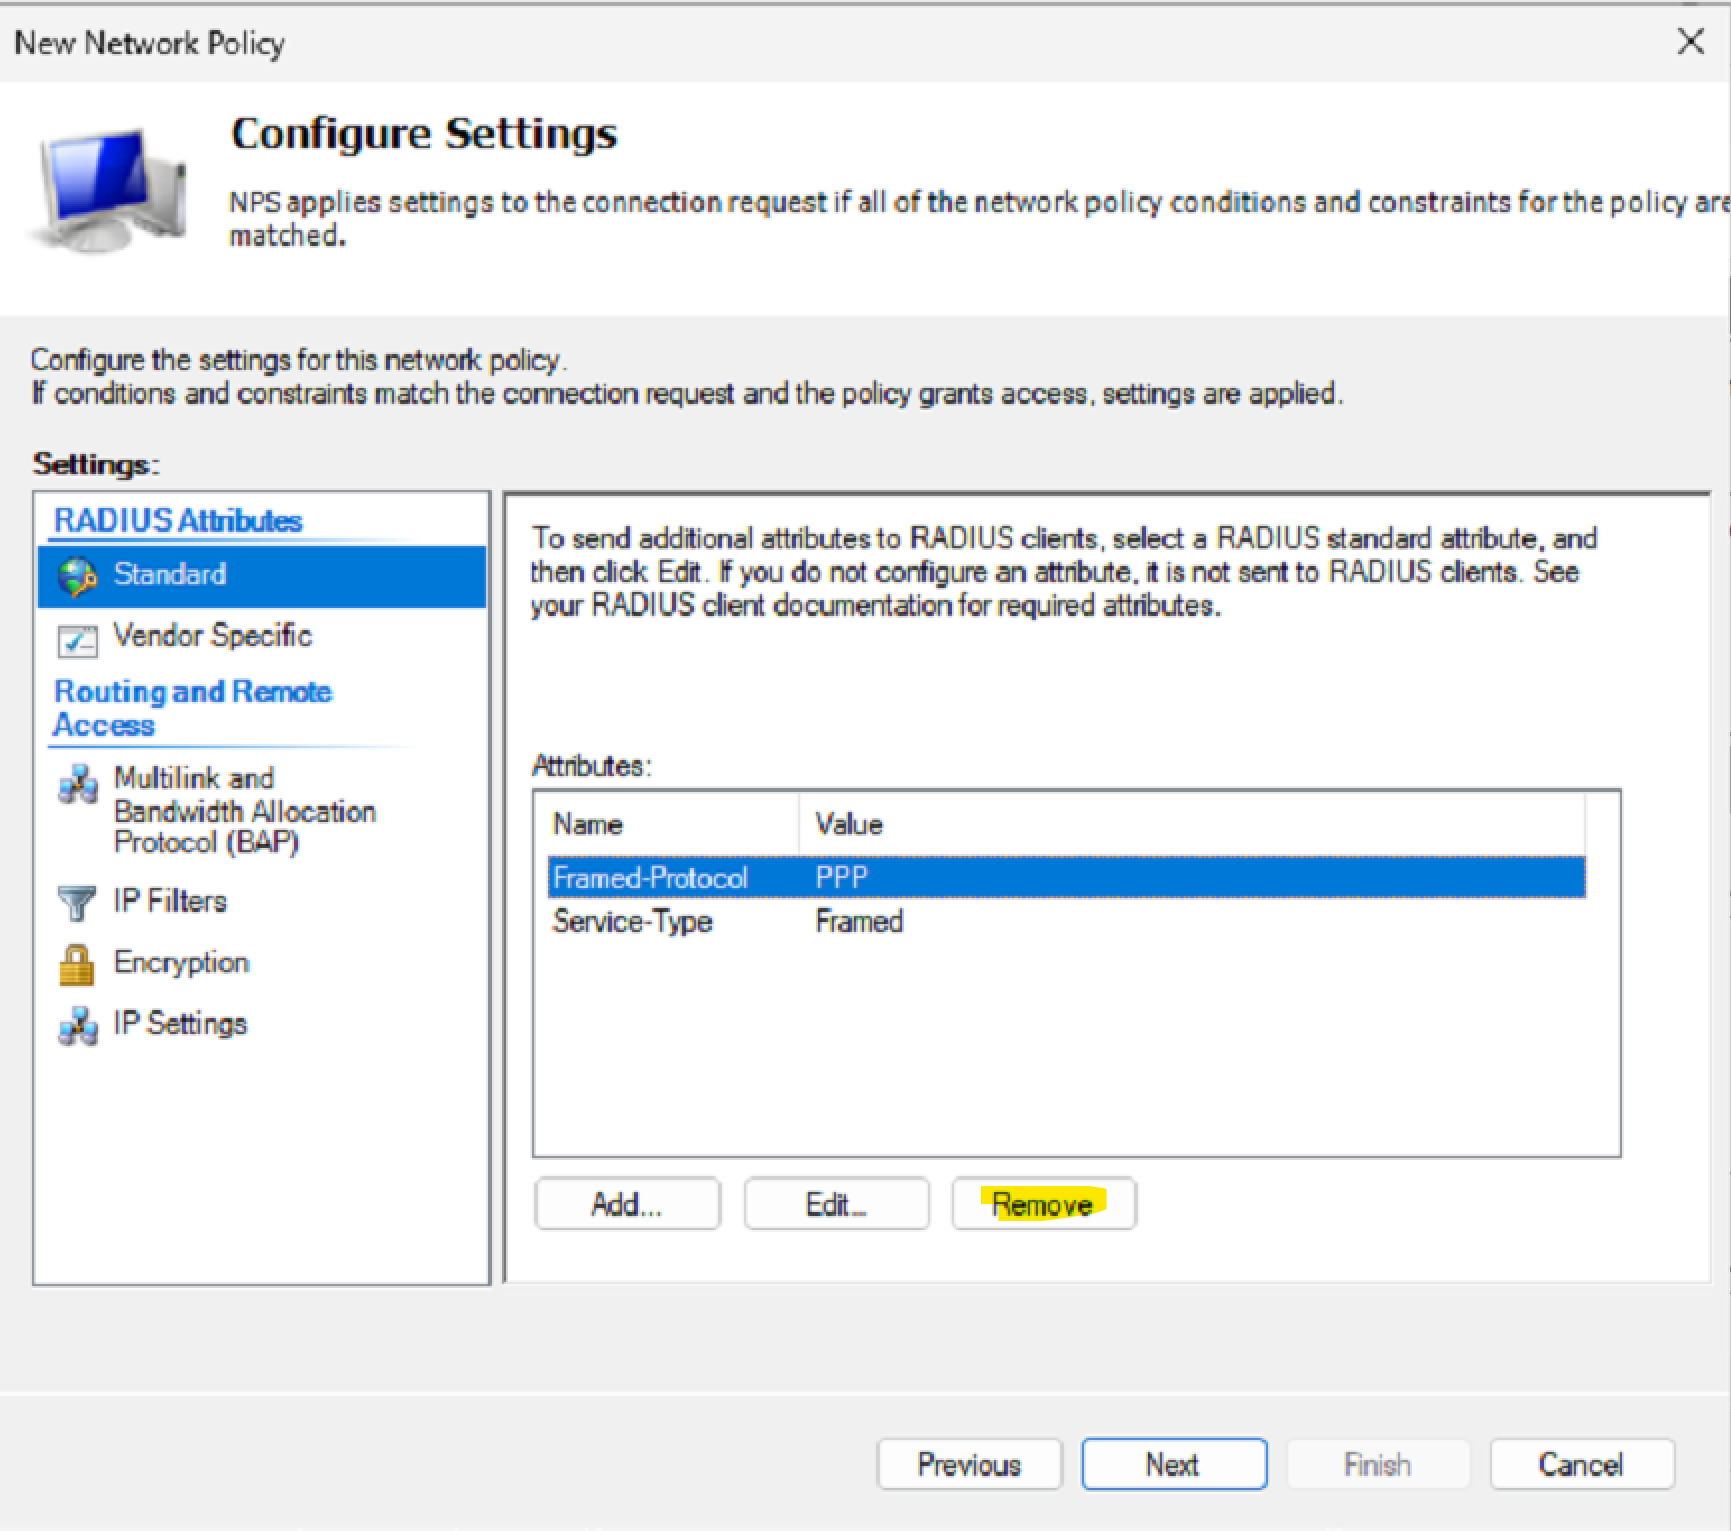 New Network Policy
Configure Settings
NPS applies settings to the connection request if all of the network policy conditions and constraints for the policy are
matched.
Configure the settings for this network policy.
If conditions and constraints match the connection request and the policy grants access, settings are applied.
Settings:
RADIUS Attributes
Standard
Vendor Specific
Routing and Remote
Access
Multilink and
Bandwidth Allocation
Protocol (BAP)
IP Filters
Encryption
IP Settings
To send additional attributes to RADIUS clients, select a RADIUS standard attribute, and
then click Edit. If you do not configure an attribute, it is not sent to RADIUS clients. See
your RADIUS client documentation for required attributes.
Attributes:
Name Value
Framed-Protocol PPP
Service-Type Framed
Add... Edit... Remove
Previous Next Finish Cancel